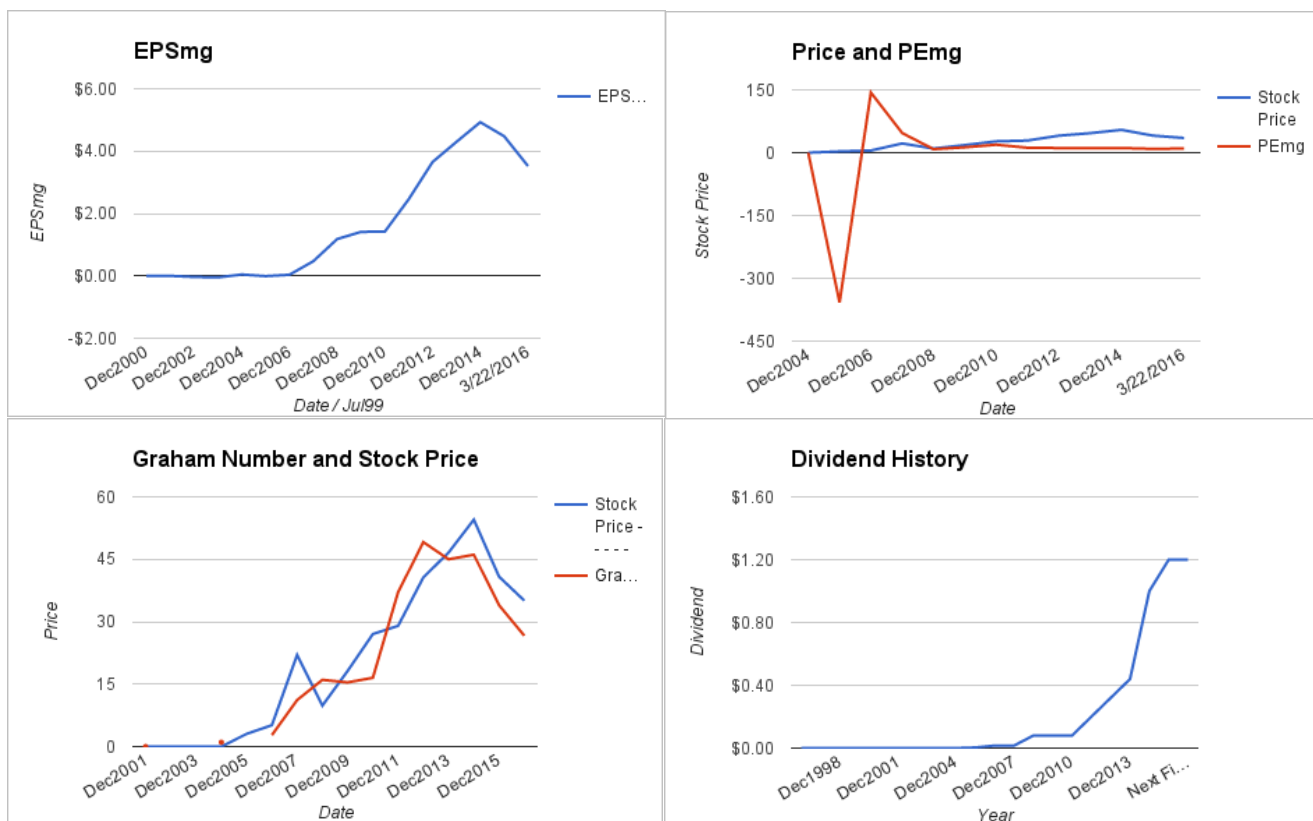 EPSmg
$6.00
$4.00
$2.00
$0.00
-$2.00
EPSmg
Dec2000
Dec2002
Dec2004
Dec2006
Dec2008
Dec2010
Dec2012
Dec2014
3/22/2016
Date / Jul99
EPS...
Price and PEmg
150
0
-150
-300
-450
Stock Price
Dec2004
Dec2006
Dec2008
Dec2010
Dec2012
Dec2014
3/22/2016
Date
Stock
Price
PEmg
Graham Number and Stock Price
60
45
30
15
0
Price
Dec2001
Dec2003
Dec2005
Dec2007
Dec2009
Dec2011
Dec2013
Dec2015
Date
Stock
Price -
- - - -
Gra...
Dividend History
$1.60
$1.20
$0.80
$0.40
$0.00
Dividend
Dec1998
Dec2001
Dec2004
Dec2007
Dec2010
Dec2013
Next Fi...
Year